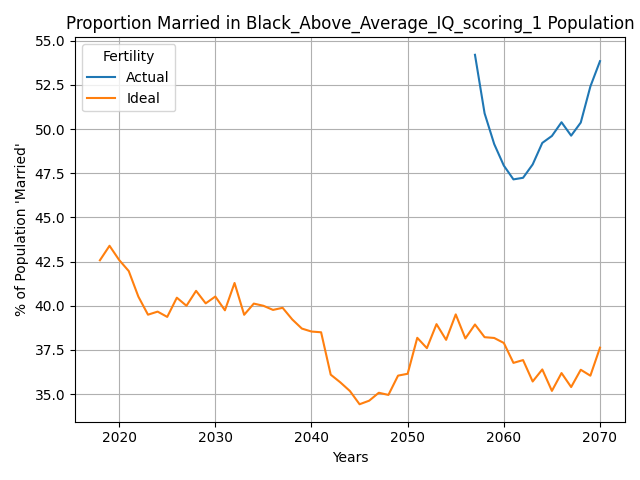 Proportion Married in Black_Above_Average_IQ_scoring_1 Population
% of Population 'Married'
55.0
52.5
50.0
47.5
45.0
42.5
40.0
37.5
35.0
Fertility
Actual
Ideal
2020
2030
2040
2050
2060
2070
Years